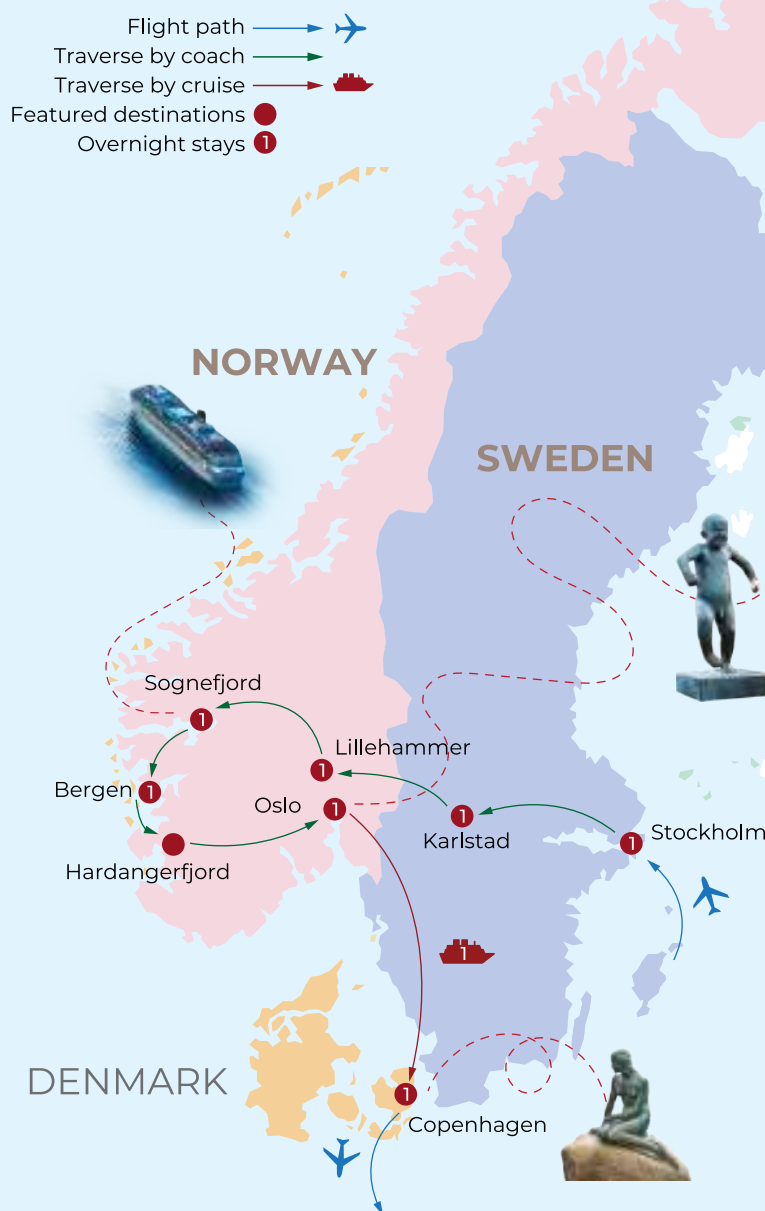 Flight path
Traverse by coach
Traverse by cruise
Featured destinations
Overnight stays 1
NORWAY
SWEDEN
Sognefjord
1
Lillehammer
1
Bergen 1
Oslo 1
Karlstad
1
Stockholm
1
Hardangerfjord
1
DENMARK
1
Copenhagen